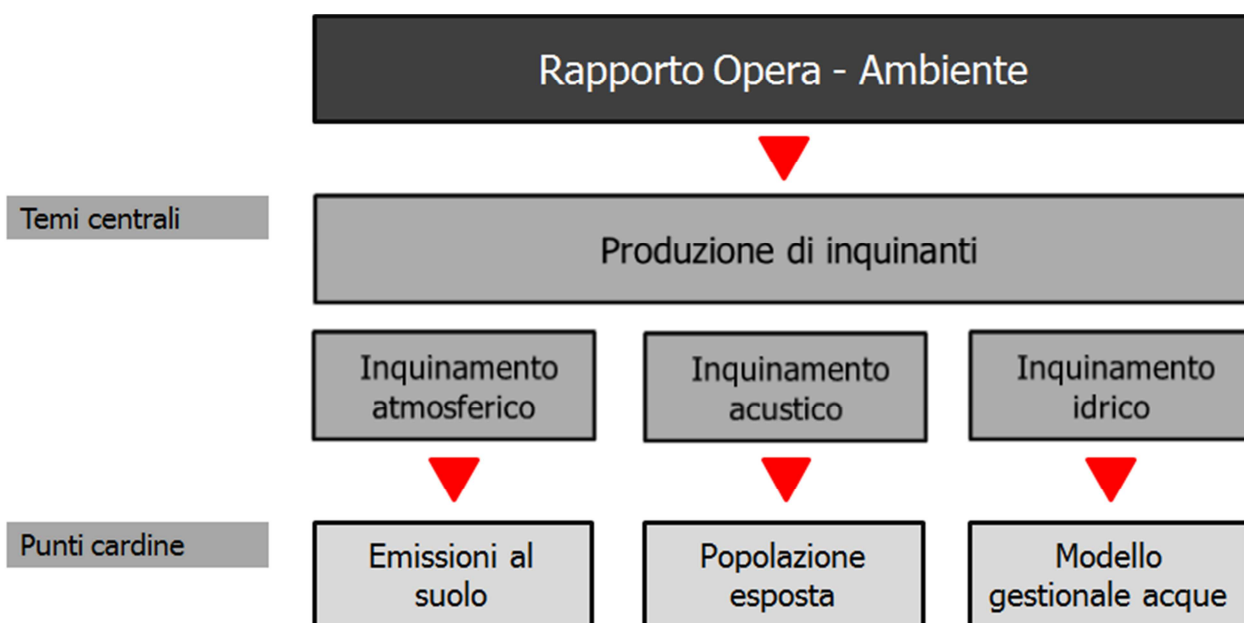 Rapporto Opera - Ambiente
Temi centrali
Produzione di inquinanti
Inquinamento
atmosferico
Inquinamento
acustico
Inquinamento
idrico
Punti cardine
Emissioni al
suolo
Popolazione
esposta
Modello
gestionale acque